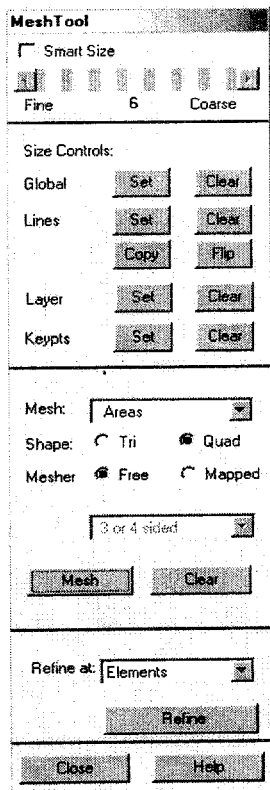 MeshTool
Smart Size
Fine 6 Coarse
Size Controls:
Global Set Clear
Lines Set Clear
Copy Flip
Layer Set Clear
Keypts Set Clear
Mesh: Areas
Shape: Tri Quad
Mesher Free Mapped
3 or 4 sided
Mesh Clear
Refine at: Elements
Refine
Close Help